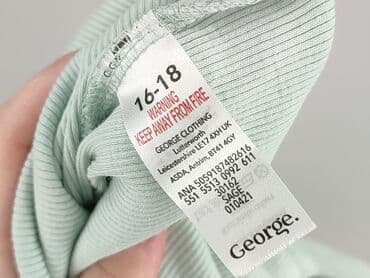 16-18
WARNING
KEEP AWAY FROM FIRE
GEORGE CLOTHING
Lutterworth
Leicestershire LE17 4XH UK
ASDA, Antrim, BT41 4GY
ANA 5059187482616
551 5513 0992 611
30162
SAGE
010421
George.